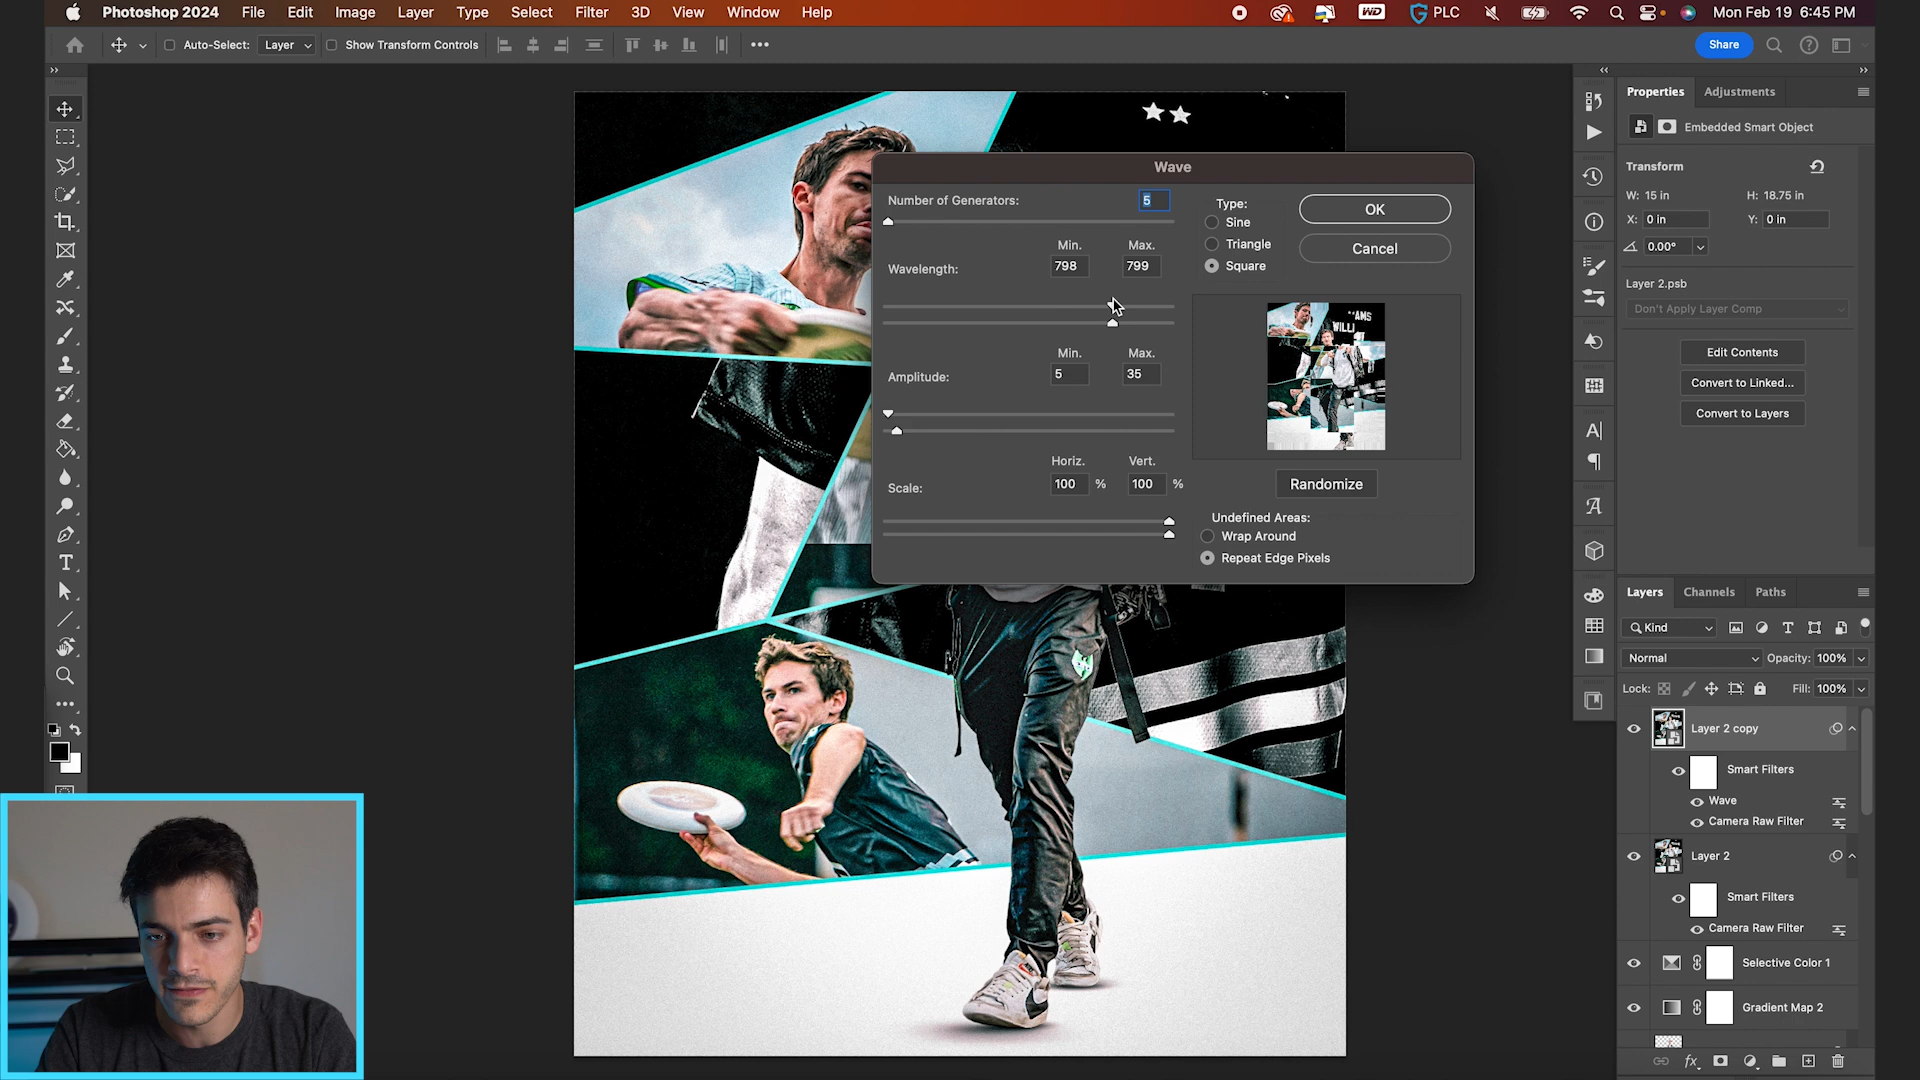 Photoshop 2024 File Edit Image Layer Type Select Filter 3D View Window Help WD PLC Mon Feb 19 6:45 PM
Auto-Select: Layer Show Transform Controls ••• Share
Properties Adjustments
Embedded Smart Object
Transform
W: 15 in H: 18.75 in
X: 0 in Y: 0 in
0.00°
Layer 2.psb
Don't Apply Layer Comp
Edit Contents
Convert to Linked...
Convert to Layers
Wave
Number of Generators: 5
Min. Max.
Wavelength: 798 799
Min. Max.
Amplitude: 5 35
Horiz. Vert.
Scale: 100 % 100 %
Type:
Sine
Triangle
Square
OK
Cancel
AMS
WILLI
Randomize
Undefined Areas:
Wrap Around
Repeat Edge Pixels
Layers Channels Paths
Kind
Normal Opacity: 100%
Lock: Fill: 100%
Layer 2 copy
Smart Filters
Wave
Camera Raw Filter
Layer 2
Smart Filters
Camera Raw Filter
Selective Color 1
Gradient Map 2
fx